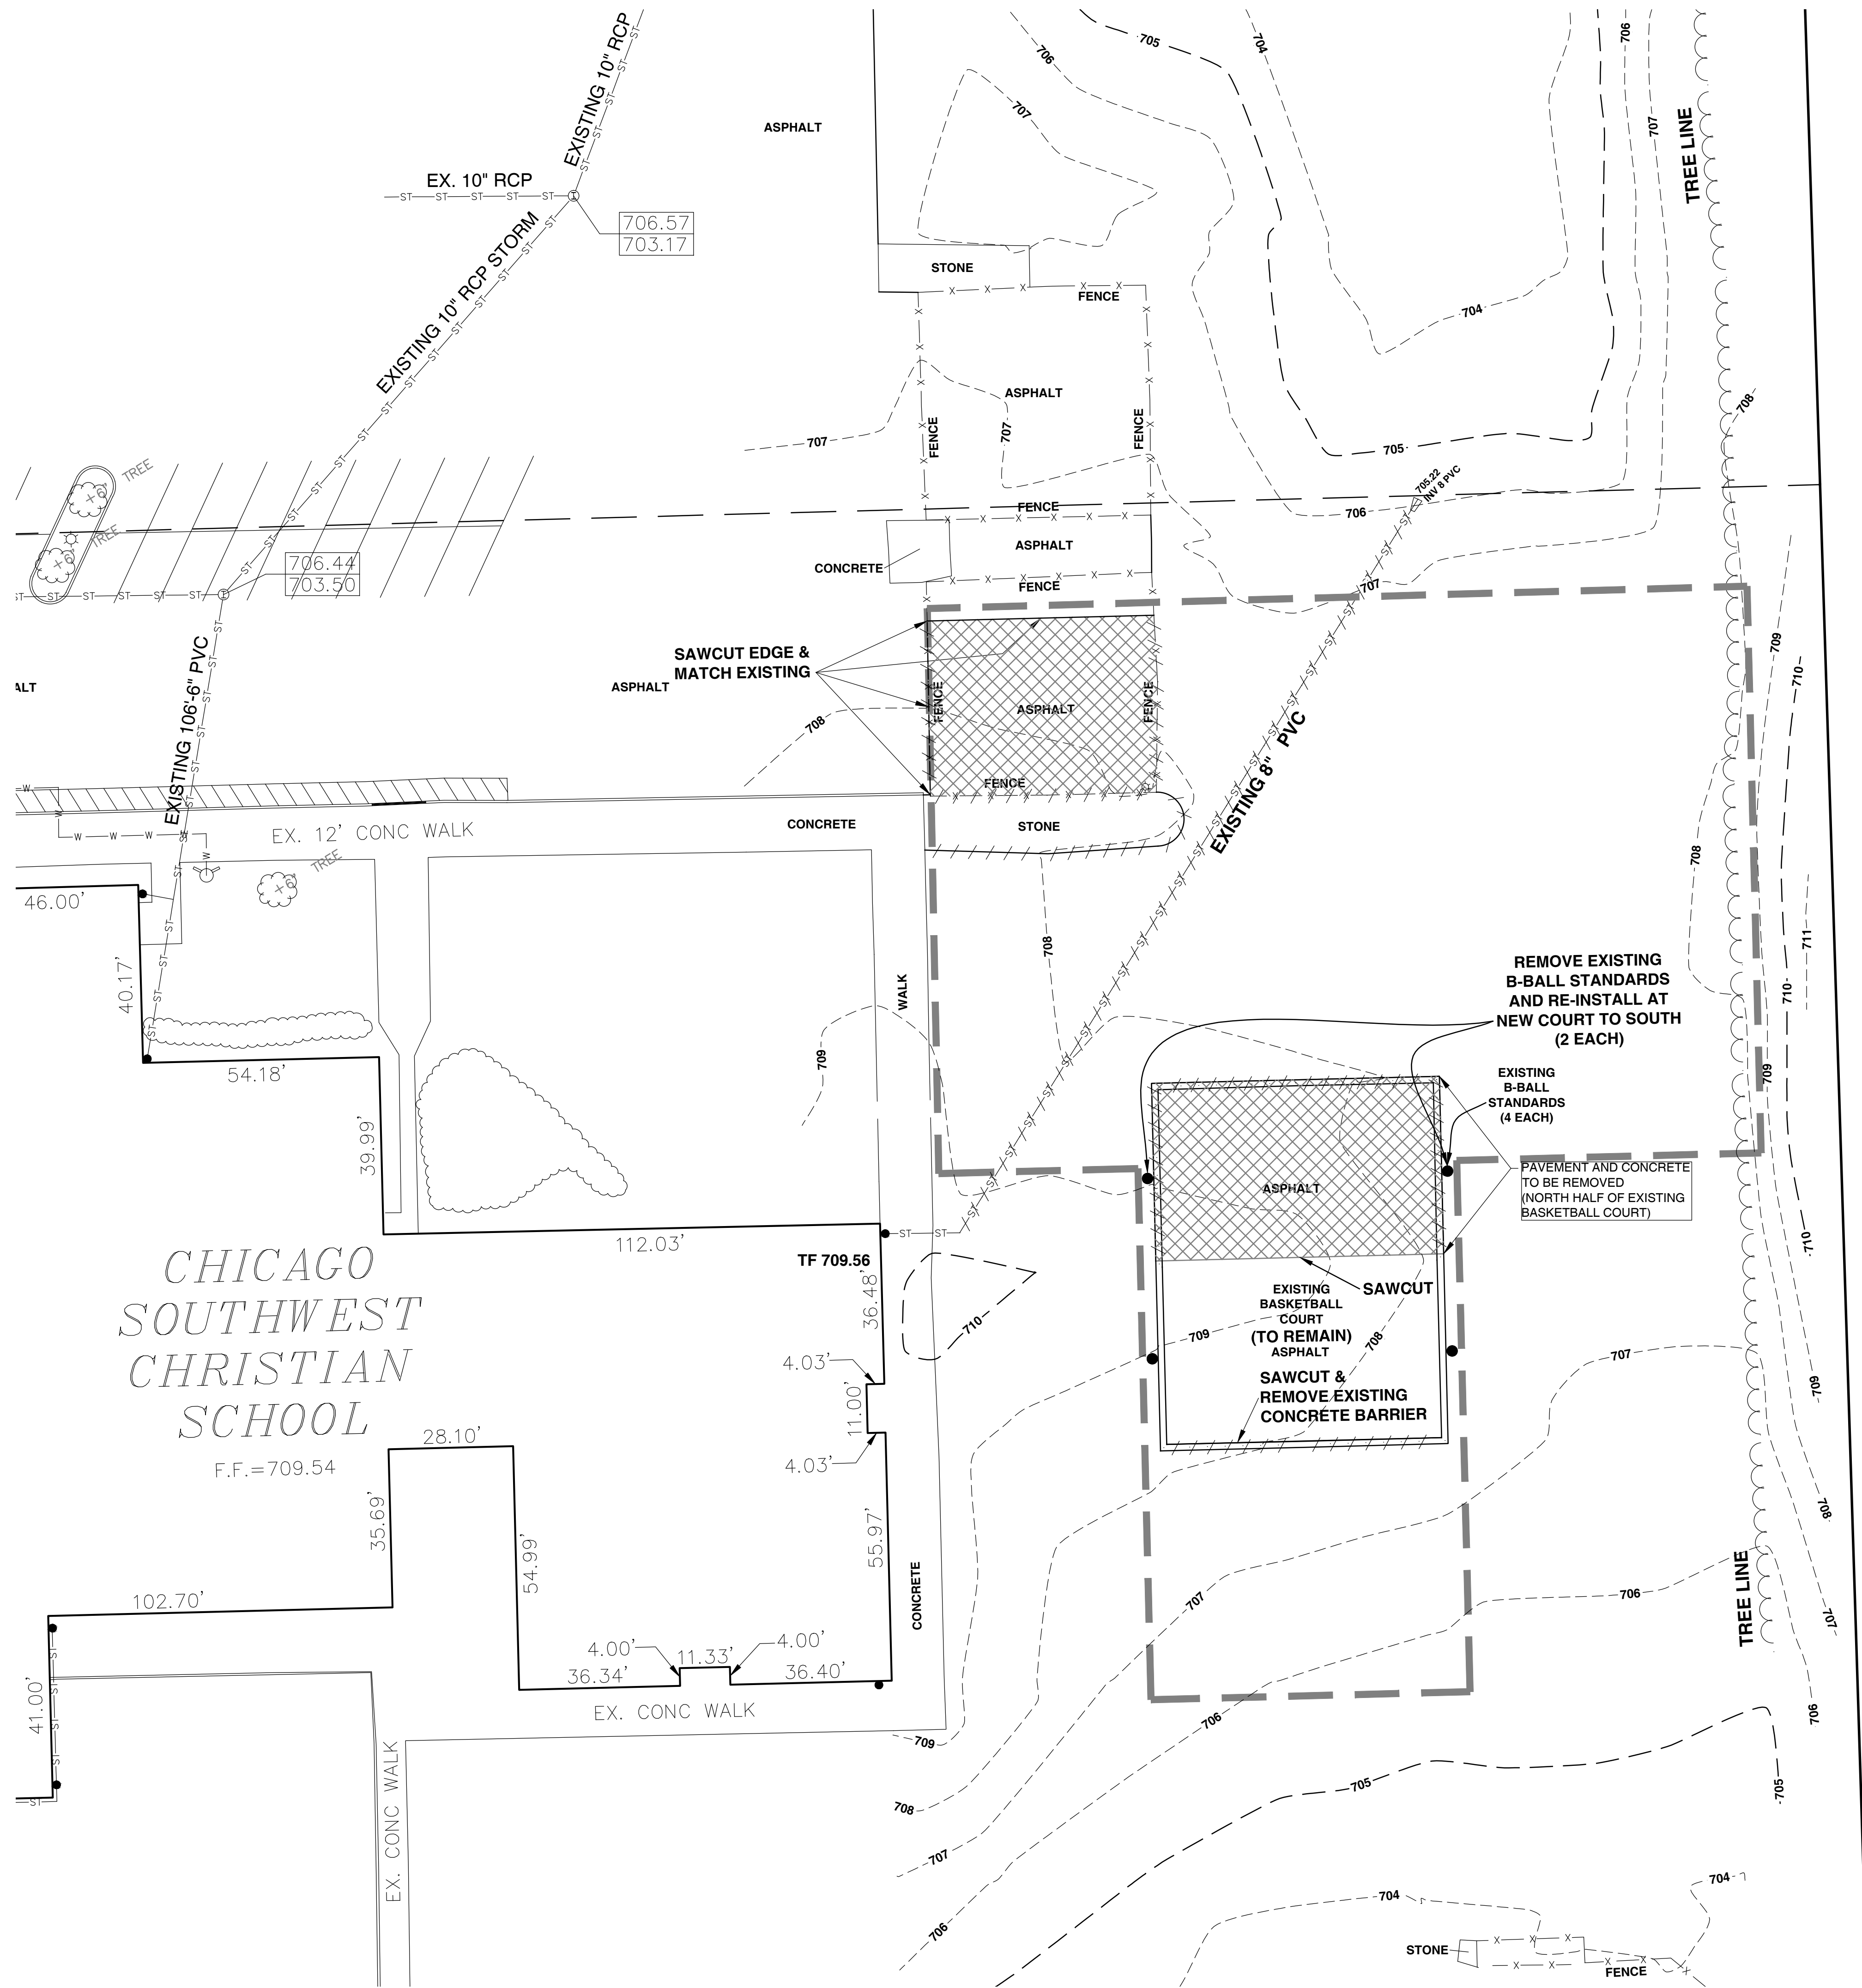 EXISTING 10" RCP
ASPHALT
EX. 10" RCP
706.57
703.17
EXISTING 10" RCP STORM
705
704
706
706
707
707
TREE LINE
STONE
FENCE
704
ASPHALT
FENCE
FENCE
707
707
708
705
705.22
INV 8 PVC
TREE
TREE
+6"
+6"
706
FENCE
ASPHALT
CONCRETE
FENCE
706.44
703.50
707
709
710
SAWCUT EDGE &
MATCH EXISTING
EXISTING 106'-6" PVC
ALT
ASPHALT
FENCE
ASPHALT
FENCE
708
FENCE
EXISTING 8" PVC
EX. 12' CONC WALK
CONCRETE
STONE
TREE
+6"
46.00'
40.17'
54.18'
39.99'
WALK
708
708
711
710
REMOVE EXISTING
B-BALL STANDARDS
AND RE-INSTALL AT
NEW COURT TO SOUTH
(2 EACH)
709
709
EXISTING
B-BALL
STANDARDS
(4 EACH)
PAVEMENT AND CONCRETE
TO BE REMOVED
(NORTH HALF OF EXISTING
BASKETBALL COURT)
ASPHALT
112.03'
TF 709.56
36.48'
710
710
CHICAGO
SOUTHWEST
CHRISTIAN
SCHOOL
F.F.=709.54
SAWCUT
EXISTING
BASKETBALL
COURT
(TO REMAIN)
ASPHALT
709
708
707
709
4.03'
11.00'
4.03'
SAWCUT &
REMOVE EXISTING
CONCRETE BARRIER
28.10'
35.69'
54.99'
55.97'
708
102.70'
CONCRETE
707
706
TREE LINE
707
4.00'
11.33'
4.00'
36.34'
36.40'
41.00'
EX. CONC WALK
EX. CONC WALK
709
706
706
705
705
708
707
706
704
704
STONE
FENCE